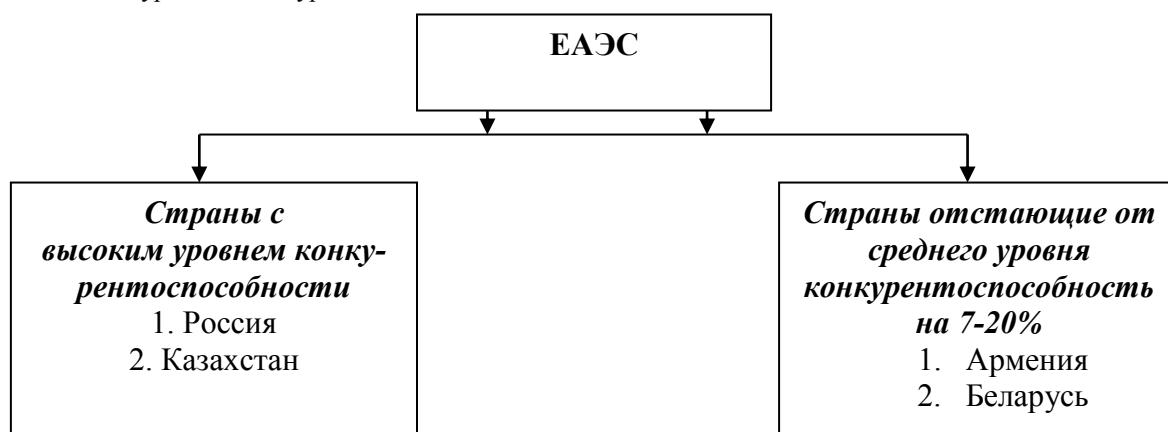 ЕАЭС
Страны с
высоким уровнем конку-
рентоспособности
1. Россия
2. Казахстан
Страны отстающие от
среднего уровня
конкурентоспособность
на 7-20%
1. Армения
2. Беларусь